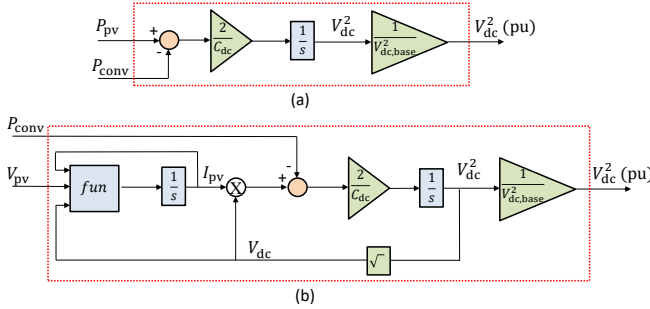 P_pv
+
-
P_conv
2/C_dc
1/s
V_dc^2
1/V_dc,base^2
V_dc^2 (pu)
(a)
P_conv
V_pv
fun
1/s
I_pv
X
+
-
2/C_dc
1/s
V_dc^2
1/V_dc,base^2
V_dc^2 (pu)
V_dc
√
(b)